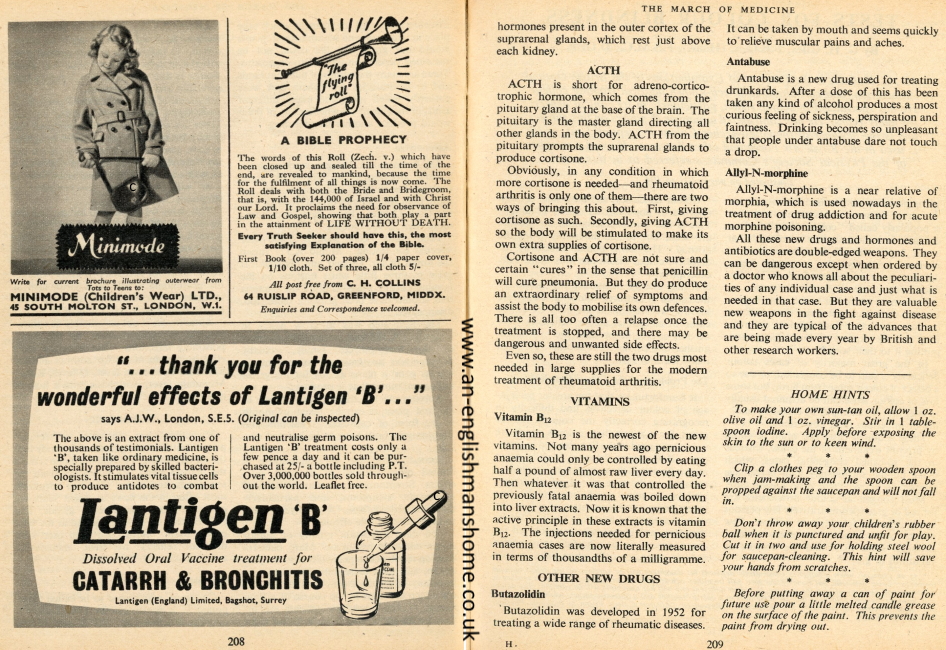 Minimode
Write for current brochure illustrating outerwear from
Tots to Teens to:
MINIMODE (Children's Wear) LTD.,
45 SOUTH MOLTON ST., LONDON, W.1.
"The
flying
roll"
A BIBLE PROPHECY
The words of this Roll (Zech. v.) which have
been closed up and sealed till the time of the
end, are revealed to mankind, because the time
for the fulfilment of all things is now come. The
Roll deals with both the Bride and Bridegroom,
that is, with the 144,000 of Israel and with Christ
our Lord. It proclaims the need for observance of
Law and Gospel, showing that both play a part
in the attainment of LIFE WITHOUT DEATH.
Every Truth Seeker should have this, the most
satisfying Explanation of the Bible.
First Book (over 200 pages) 1/4 paper cover,
1/10 cloth. Set of three, all cloth 5/-
All post free from C. H. COLLINS
64 RUISLIP ROAD, GREENFORD, MIDDX.
Enquiries and Correspondence welcomed.
"...thank you for the
wonderful effects of Lantigen 'B'..."
says A.J.W., London, S.E.5. (Original can be inspected)
The above is an extract from one of
thousands of testimonials. Lantigen
'B', taken like ordinary medicine, is
specially prepared by skilled bacteri-
ologists. It stimulates vital tissue cells
to produce antidotes to combat
and neutralise germ poisons. The
Lantigen 'B' treatment costs only a
few pence a day and it can be pur-
chased at 25/- a bottle including P.T.
Over 3,000,000 bottles sold through-
out the world. Leaflet free.
Lantigen 'B'
Dissolved Oral Vaccine treatment for
CATARRH & BRONCHITIS
Lantigen (England) Limited, Bagshot, Surrey
208
www.an-englishmanshome.co.uk
THE MARCH OF MEDICINE
hormones present in the outer cortex of the
suprarenal glands, which rest just above
each kidney.
ACTH
ACTH is short for adreno-cortico-
trophic hormone, which comes from the
pituitary gland at the base of the brain. The
pituitary is the master gland directing all
other glands in the body. ACTH from the
pituitary prompts the suprarenal glands to
produce cortisone.
Obviously, in any condition in which
more cortisone is needed—and rheumatoid
arthritis is only one of them—there are two
ways of bringing this about. First, giving
cortisone as such. Secondly, giving ACTH
so the body will be stimulated to make its
own extra supplies of cortisone.
Cortisone and ACTH are not sure and
certain "cures" in the sense that penicillin
will cure pneumonia. But they do produce
an extraordinary relief of symptoms and
assist the body to mobilise its own defences.
There is all too often a relapse once the
treatment is stopped, and there may be
dangerous and unwanted side effects.
Even so, these are still the two drugs most
needed in large supplies for the modern
treatment of rheumatoid arthritis.
VITAMINS
Vitamin B12
Vitamin B12 is the newest of the new
vitamins. Not many years ago pernicious
anaemia could only be controlled by eating
half a pound of almost raw liver every day.
Then whatever it was that controlled the
previously fatal anaemia was boiled down
into liver extracts. Now it is known that the
active principle in these extracts is vitamin
B12. The injections needed for pernicious
anaemia cases are now literally measured
in terms of thousandths of a milligramme.
OTHER NEW DRUGS
Butazolidin
Butazolidin was developed in 1952 for
treating a wide range of rheumatic diseases.
H
It can be taken by mouth and seems quickly
to relieve muscular pains and aches.
Antabuse
Antabuse is a new drug used for treating
drunkards. After a dose of this has been
taken any kind of alcohol produces a most
curious feeling of sickness, perspiration and
faintness. Drinking becomes so unpleasant
that people under antabuse dare not touch
a drop.
Allyl-N-morphine
Allyl-N-morphine is a near relative of
morphia, which is used nowadays in the
treatment of drug addiction and for acute
morphine poisoning.
All these new drugs and hormones and
antibiotics are double-edged weapons. They
can be dangerous except when ordered by
a doctor who knows all about the peculiari-
ties of any individual case and just what is
needed in that case. But they are valuable
new weapons in the fight against disease
and they are typical of the advances that
are being made every year by British and
other research workers.
HOME HINTS
To make your own sun-tan oil, allow 1 oz.
olive oil and 1 oz. vinegar. Stir in 1 table-
spoon iodine. Apply before exposing the
skin to the sun or to keen wind.
* * *
Clip a clothes peg to your wooden spoon
when jam-making and the spoon can be
propped against the saucepan and will not fall
in.
* * *
Don't throw away your children's rubber
ball when it is punctured and unfit for play.
Cut it in two and use for holding steel wool
for saucepan-cleaning. This hint will save
your hands from scratches.
* * *
Before putting away a can of paint for
future use pour a little melted candle grease
on the surface of the paint. This prevents the
paint from drying out.
209